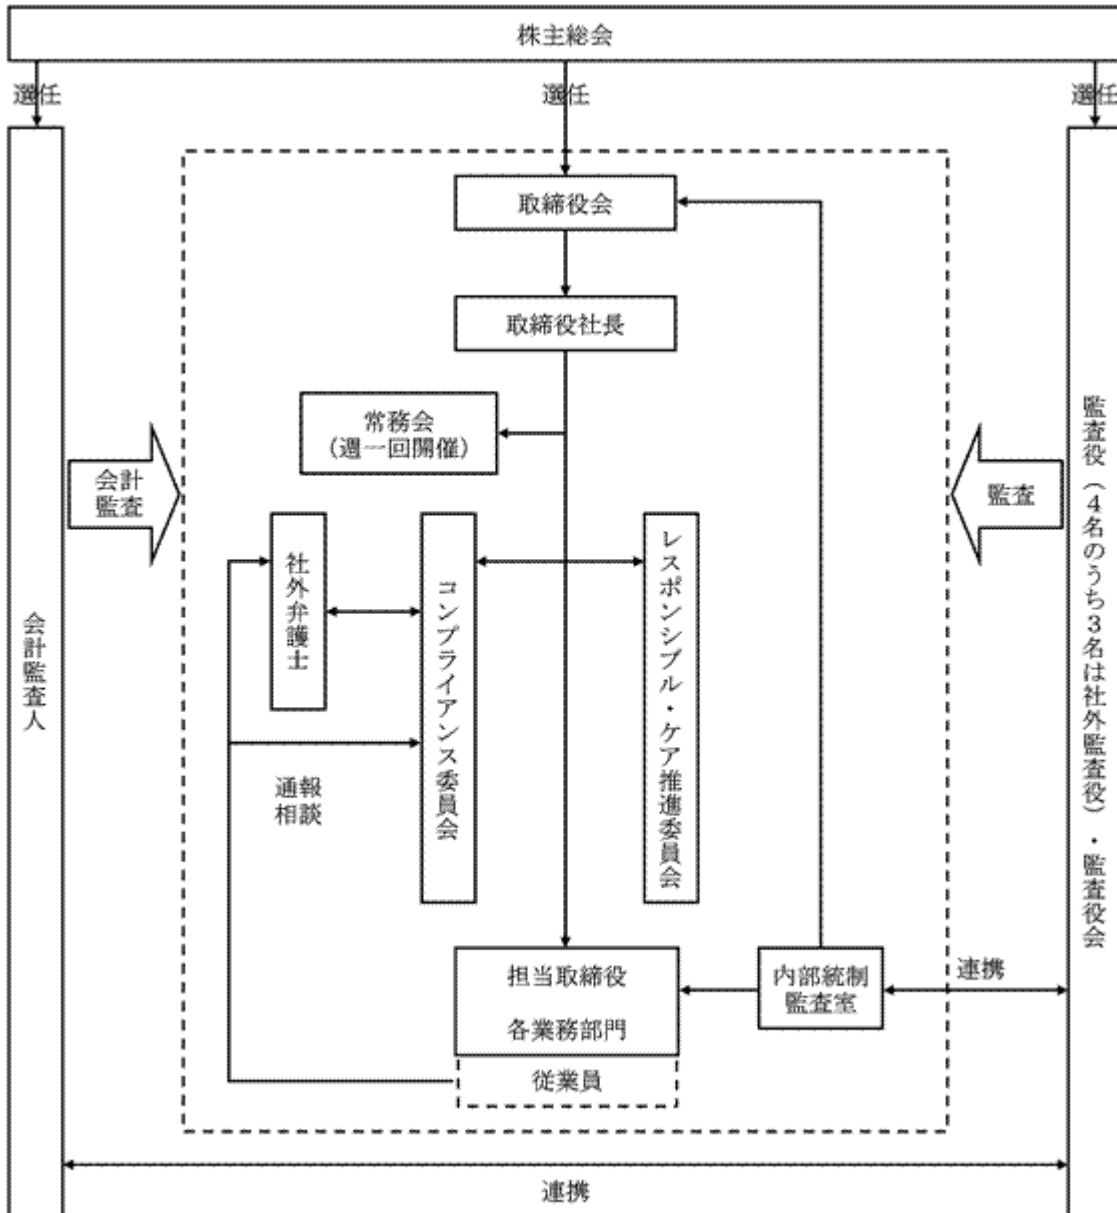 株主総会
選任
選任
選任
取締役会
取締役社長
常務会
(週一回開催)
会計
監査
監査
社外弁護士
コンプライアンス委員会
レスポンシブル・ケア推進委員会
会計監査人
監査役(4名のうち3名は社外監査役)・監査役会
通報
相談
担当取締役
各業務部門
内部統制
監査室
連携
従業員
連携